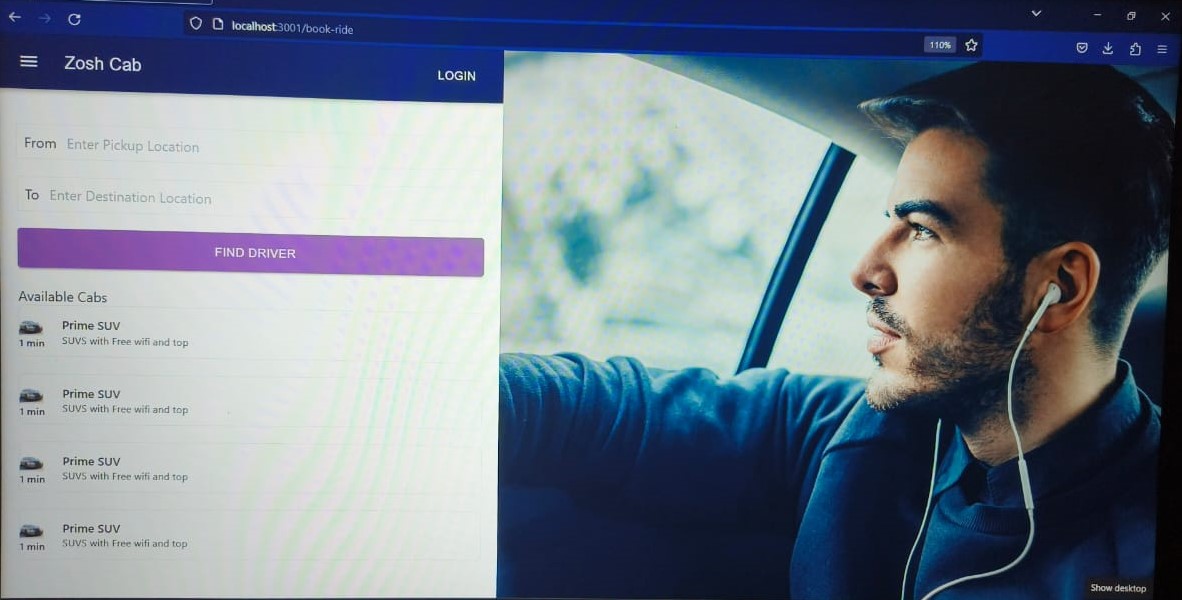 localhost:3001/book-ride
110%
Zosh Cab
LOGIN
From Enter Pickup Location
To Enter Destination Location
FIND DRIVER
Available Cabs
Prime SUV
SUVS with Free wifi and top
1 min
Prime SUV
SUVS with Free wifi and top
1 min
Prime SUV
SUVS with Free wifi and top
1 min
Prime SUV
SUVS with Free wifi and top
1 min
Show desktop